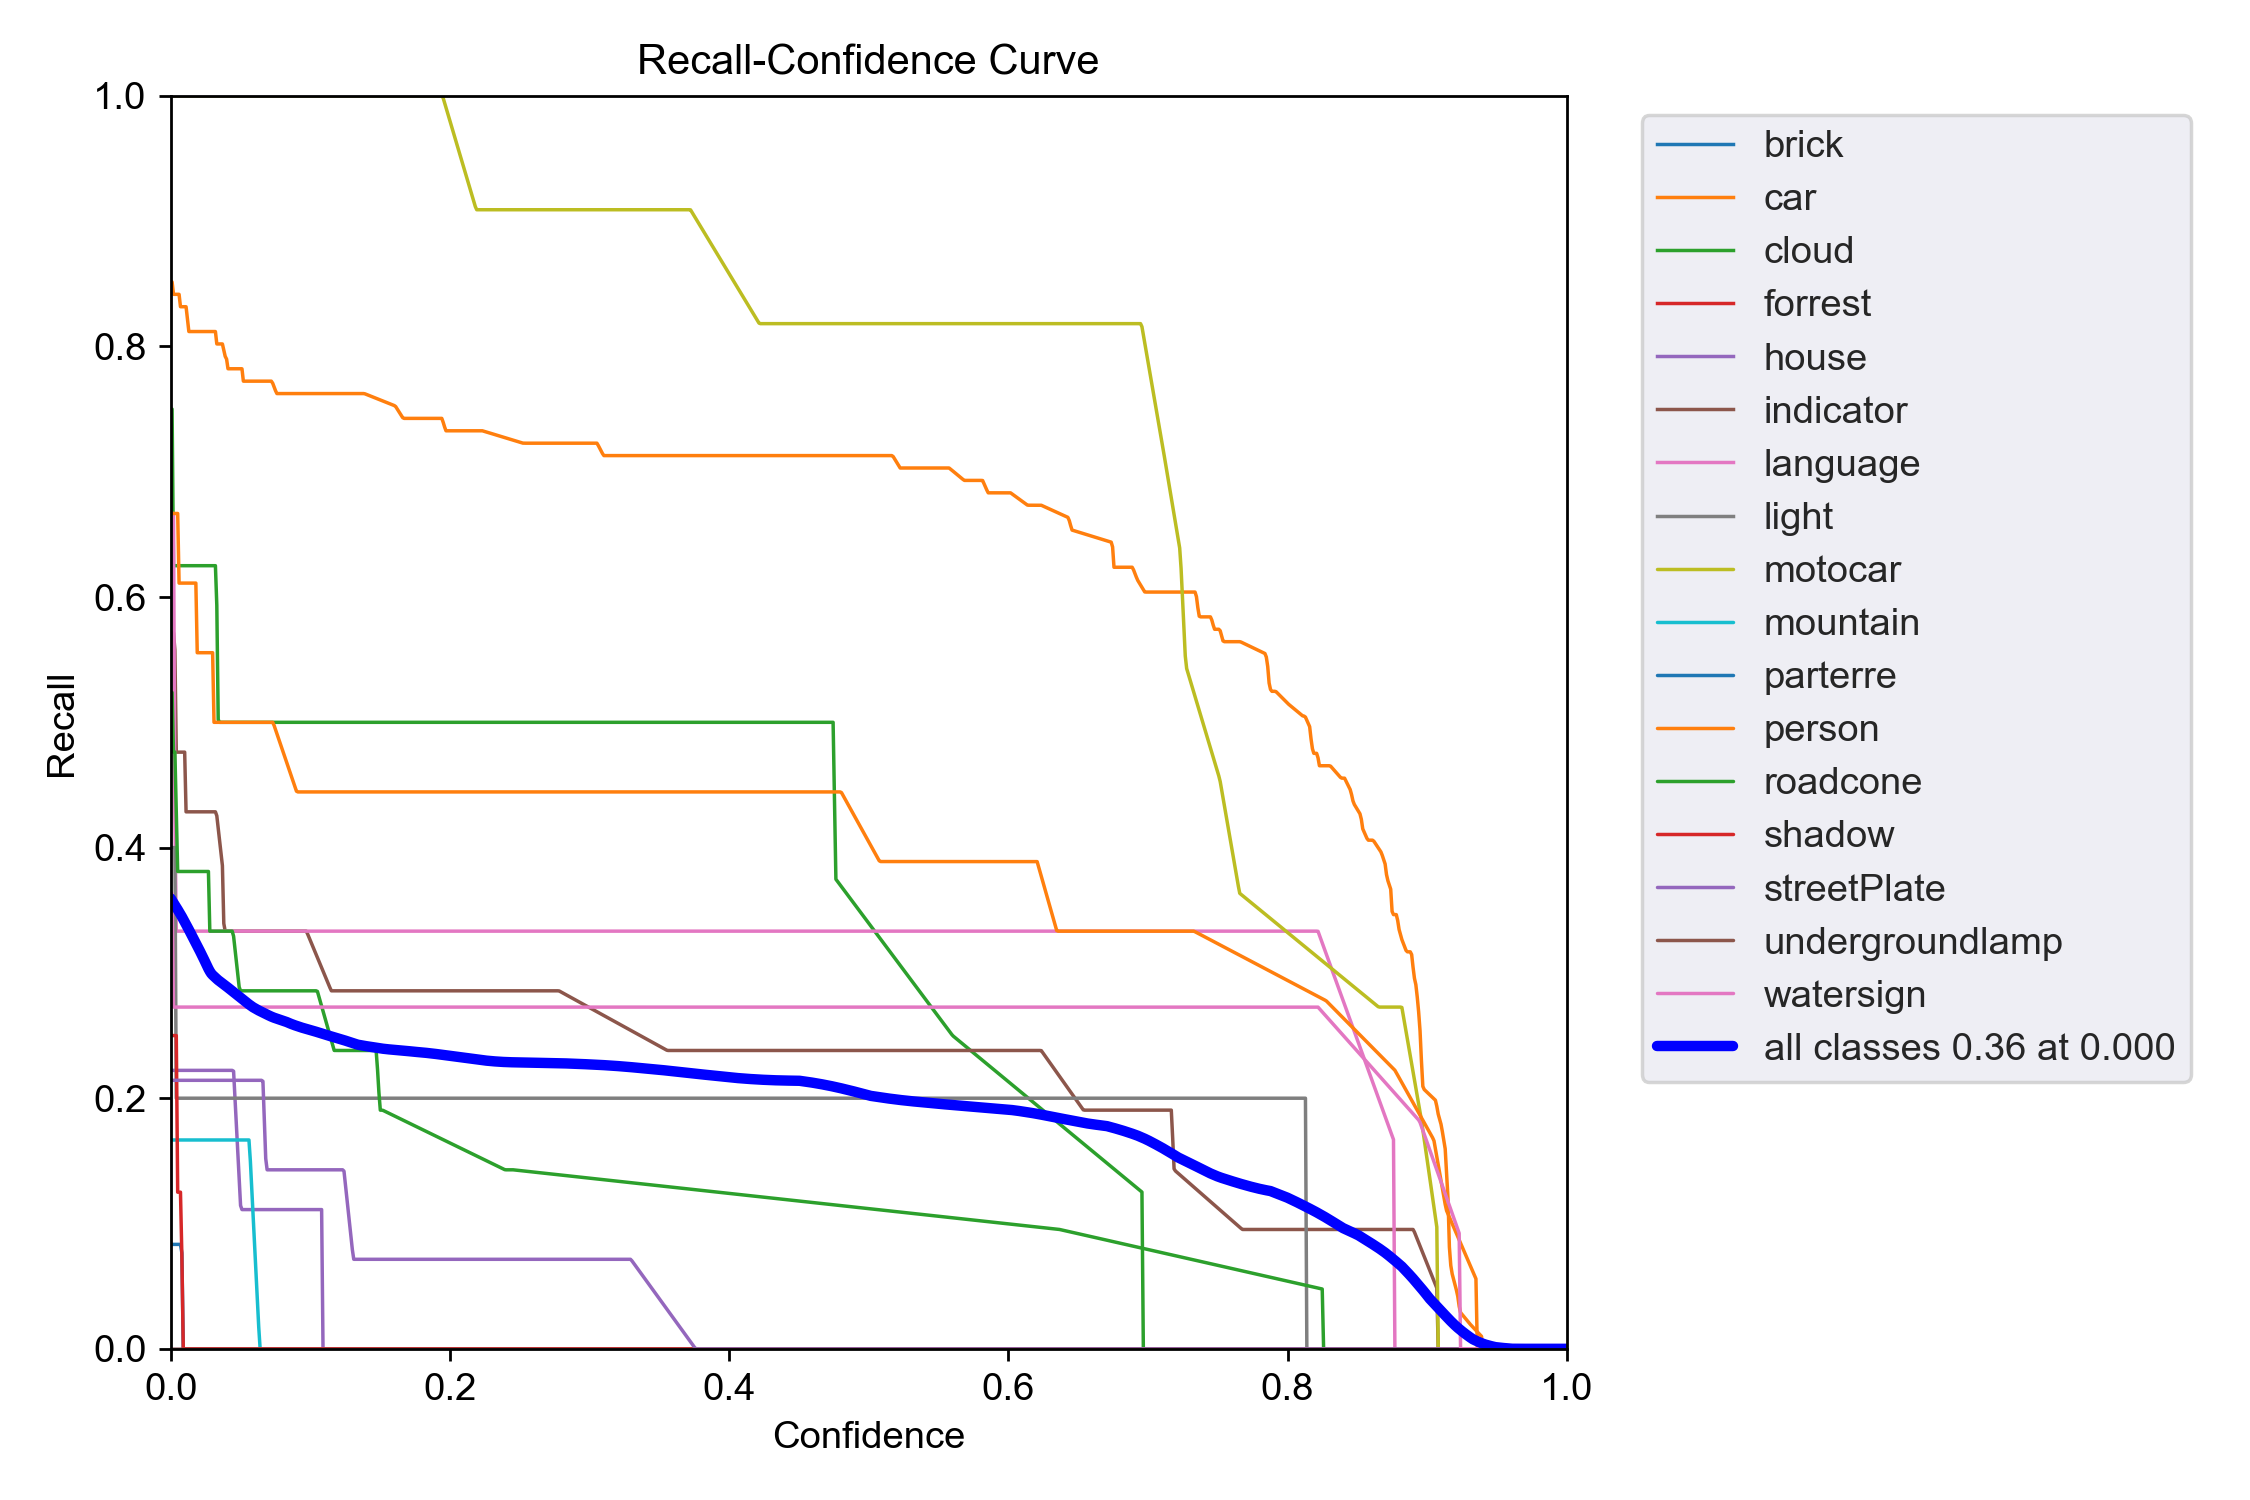 Recall-Confidence Curve
1.0
0.8
0.6
0.4
0.2
0.0
Recall
0.0 0.2 0.4 0.6 0.8 1.0
Confidence
brick
car
cloud
forrest
house
indicator
language
light
motocar
mountain
parterre
person
roadcone
shadow
streetPlate
undergroundlamp
watersign
all classes 0.36 at 0.000